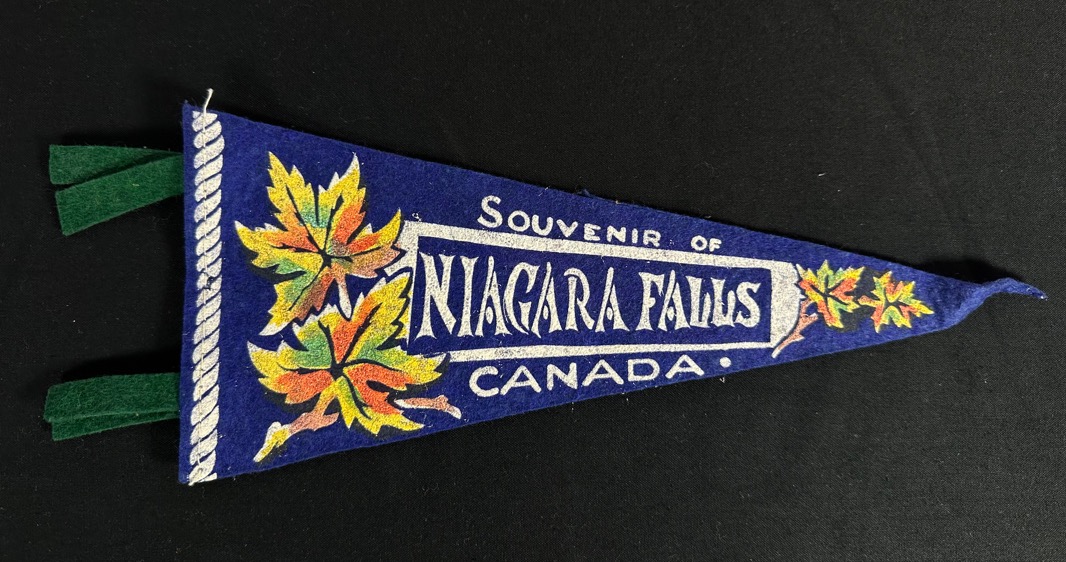 SOUVENIR OF
NIAGARA FALLS
CANADA.